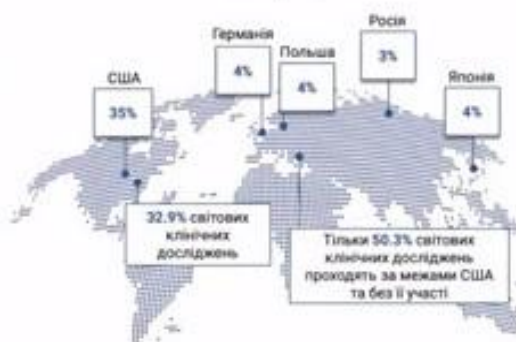 Германія
4%
Польша
4%
Росія
3%
США
35%
Японія
4%
32.9% світових
клінічних
досліджень
Тільки 50.3% світових
клінічних досліджень
проходять за межами США
та без її участі